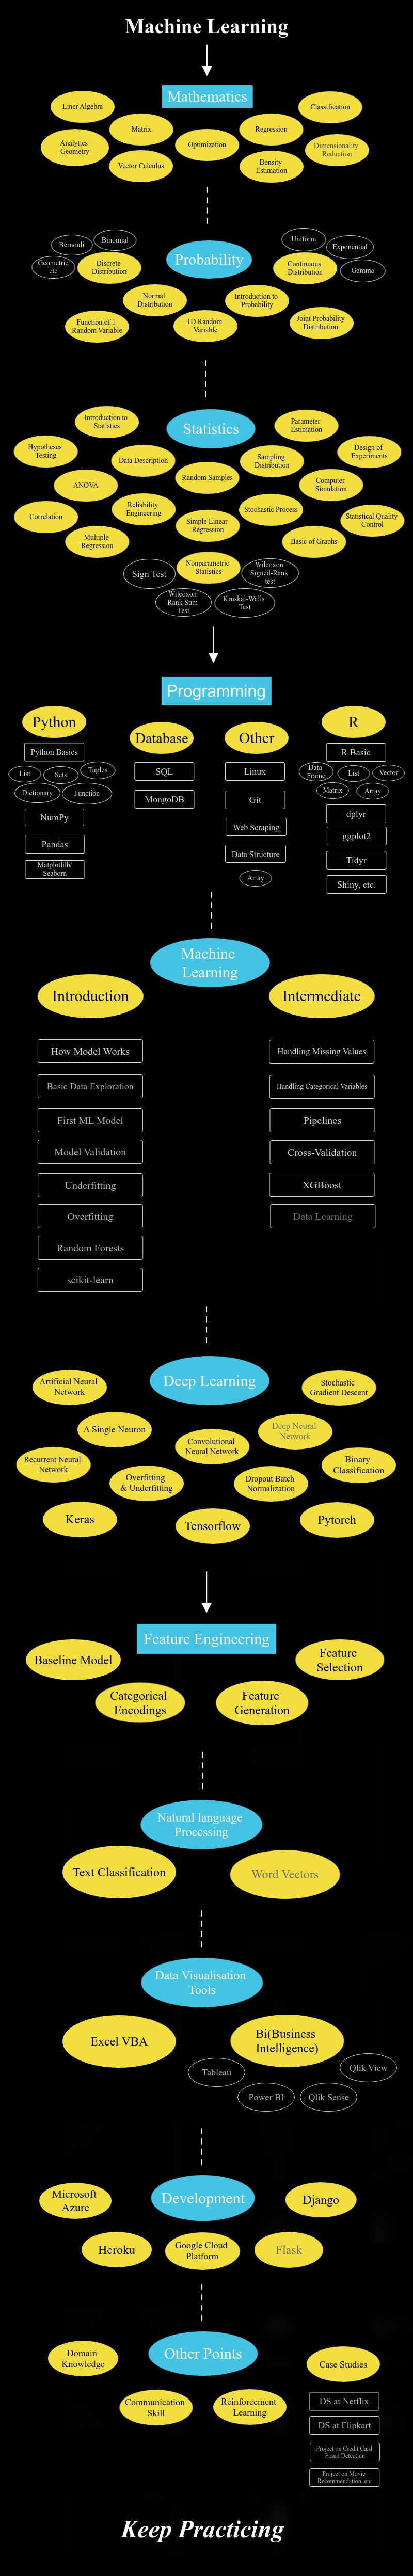 Machine Learning
Mathematics
Liner Algebra
Classification
Matrix
Regression
Analytics
Geometry
Optimization
Dimensionality
Reduction
Vector Calculus
Density
Estimation
Probability
Bernouli
Binomial
Uniform
Exponential
Geometric
etc
Discrete
Distribution
Continuous
Distribution
Gamma
Normal
Distribution
Introduction to
Probability
Function of 1
Random Variable
1D Random
Variable
Joint Probability
Distribution
Statistics
Introduction to
Statistics
Parameter
Estimation
Hypotheses
Testing
Data Description
Sampling
Distribution
Design of
Experiments
Random Samples
ANOVA
Computer
Simulation
Correlation
Reliability
Engineering
Stochastic Process
Simple Linear
Regression
Statistical Quality
Control
Multiple
Regression
Basic of Graphs
Sign Test
Nonparametric
Statistics
Wilcoxon
Signed-Rank
test
Wilcoxon
Rank Sum
Test
Kruskal-Walls
Test
Programming
Python
Database
Other
R
Python Basics
List
Sets
Tuples
Dictionary
Function
NumPy
Pandas
Matplotlilb/
Seaborn
SQL
MongoDB
Linux
Git
Web Scraping
Data Structure
Array
R Basic
Data
Frame
List
Vector
Matrix
Array
dplyr
ggplot2
Tidyr
Shiny, etc.
Machine
Learning
Introduction
Intermediate
How Model Works
Basic Data Exploration
First ML Model
Model Validation
Underfitting
Overfitting
Random Forests
scikit-learn
Handling Missing Values
Handling Categorical Variables
Pipelines
Cross-Validation
XGBoost
Data Learning
Deep Learning
Artificial Neural
Network
Stochastic
Gradient Descent
A Single Neuron
Convolutional
Neural Network
Deep Neural
Network
Recurrent Neural
Network
Binary
Classification
Overfitting
& Underfitting
Dropout Batch
Normalization
Keras
Tensorflow
Pytorch
Feature Engineering
Baseline Model
Feature
Selection
Categorical
Encodings
Feature
Generation
Natural language
Processing
Text Classification
Word Vectors
Data Visualisation
Tools
Excel VBA
Bi(Business
Intelligence)
Tableau
Qlik View
Power BI
Qlik Sense
Development
Microsoft
Azure
Django
Heroku
Google Cloud
Platform
Flask
Other Points
Domain
Knowledge
Case Studies
Communication
Skill
Reinforcement
Learning
DS at Netflix
DS at Flipkart
Project on Credit Card
Fraud Detection
Project on Movie
Recommendation, etc
Keep Practicing